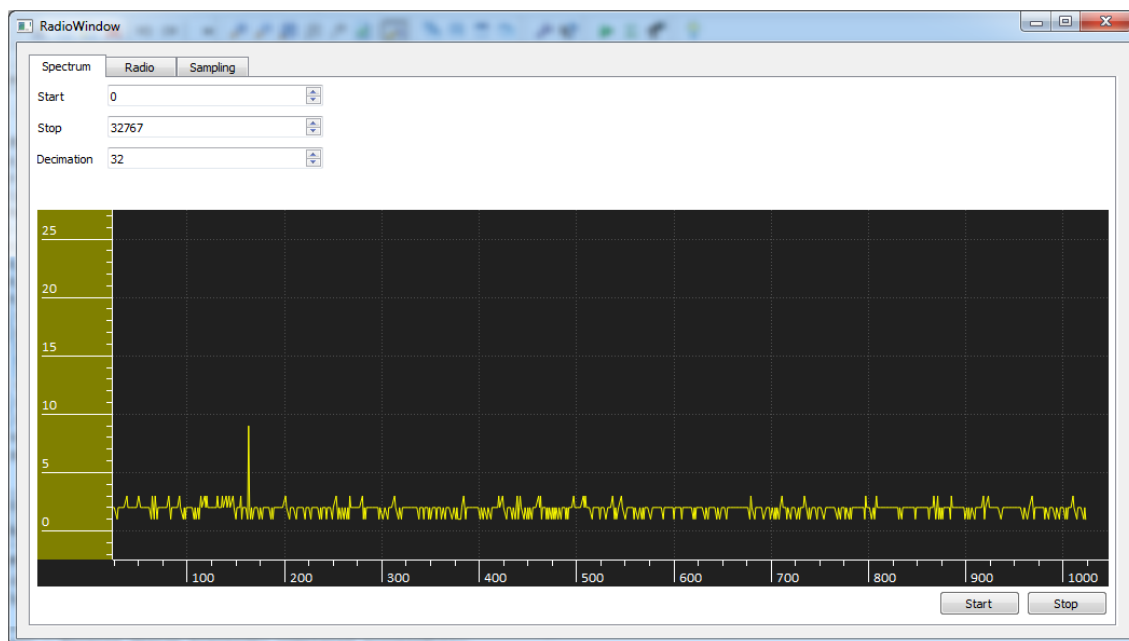 RadioWindow
Spectrum Radio Sampling
Start 0
Stop 32767
Decimation 32
25
20
15
10
5
0
100 200 300 400 500 600 700 800 900 1000
Start Stop